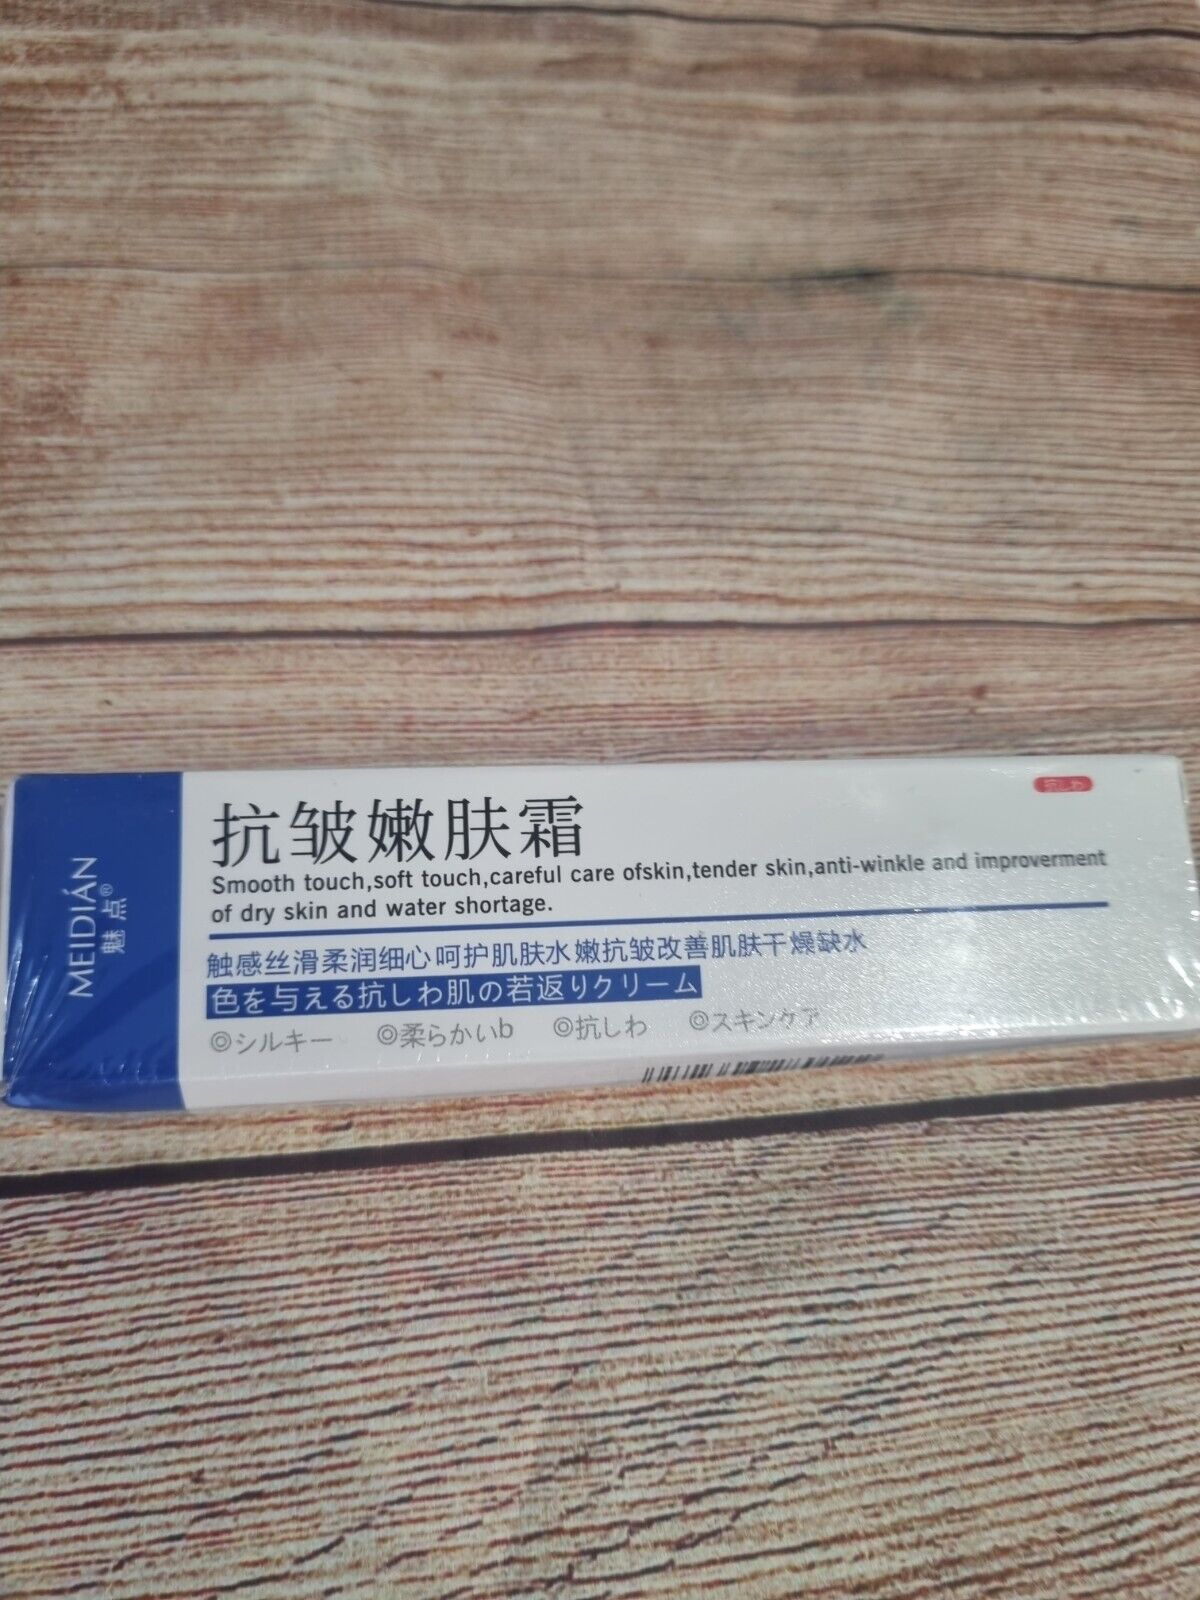 MEIDIÁN
魅点®
抗しわ
抗皱嫩肤霜
Smooth touch,soft touch,careful care ofskin,tender skin,anti-winkle and improverment
of dry skin and water shortage.
触感丝滑柔润细心呵护肌肤水嫩抗皱改善肌肤干燥缺水
色を与える抗しわ肌の若返りクリーム
◎シルキー ◎柔らかいb ◎抗しわ ◎スキンケア